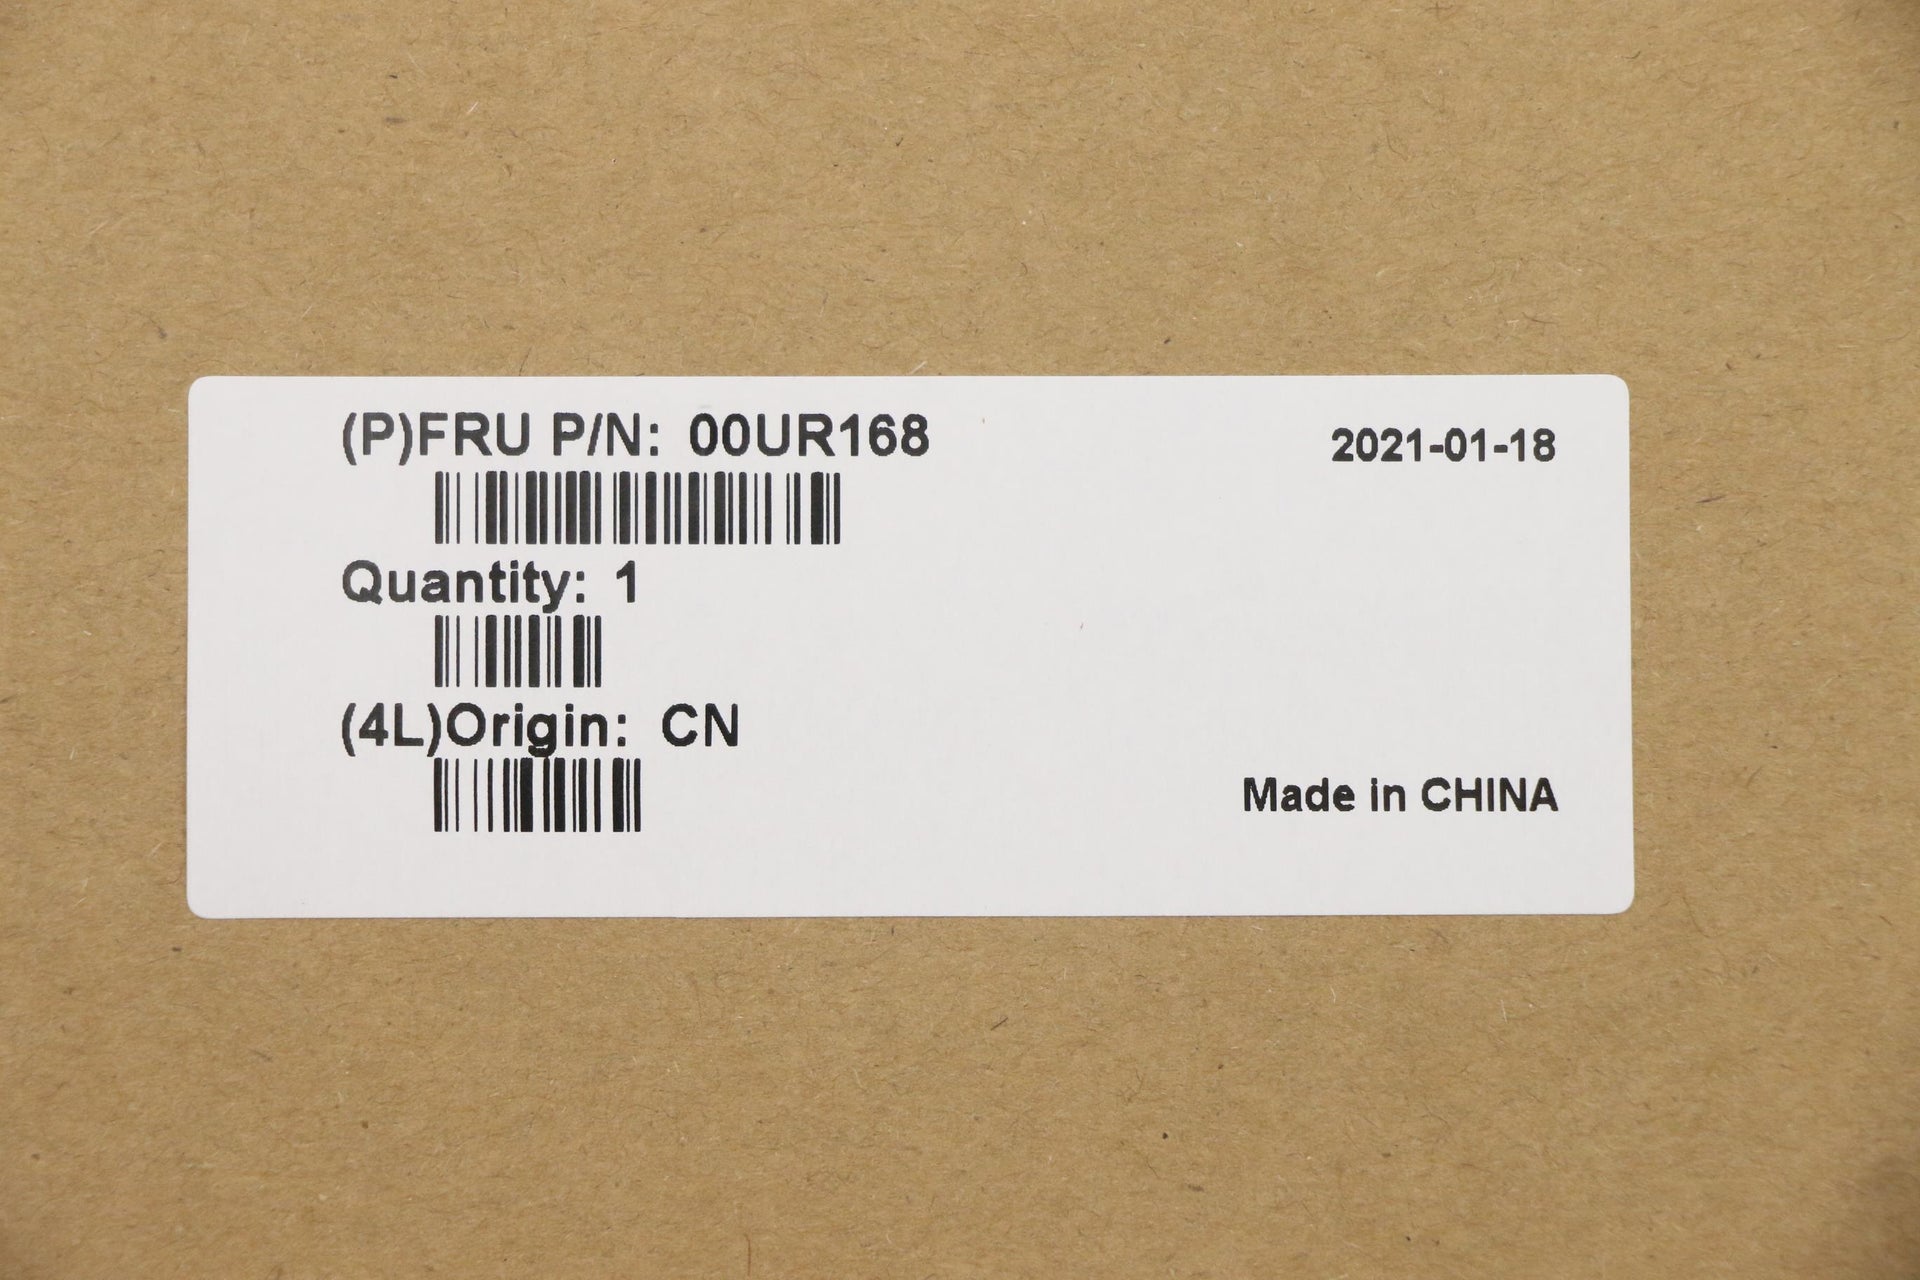 (P)FRU P/N: 00UR168
2021-01-18
Quantity: 1
(4L)Origin: CN
Made in CHINA